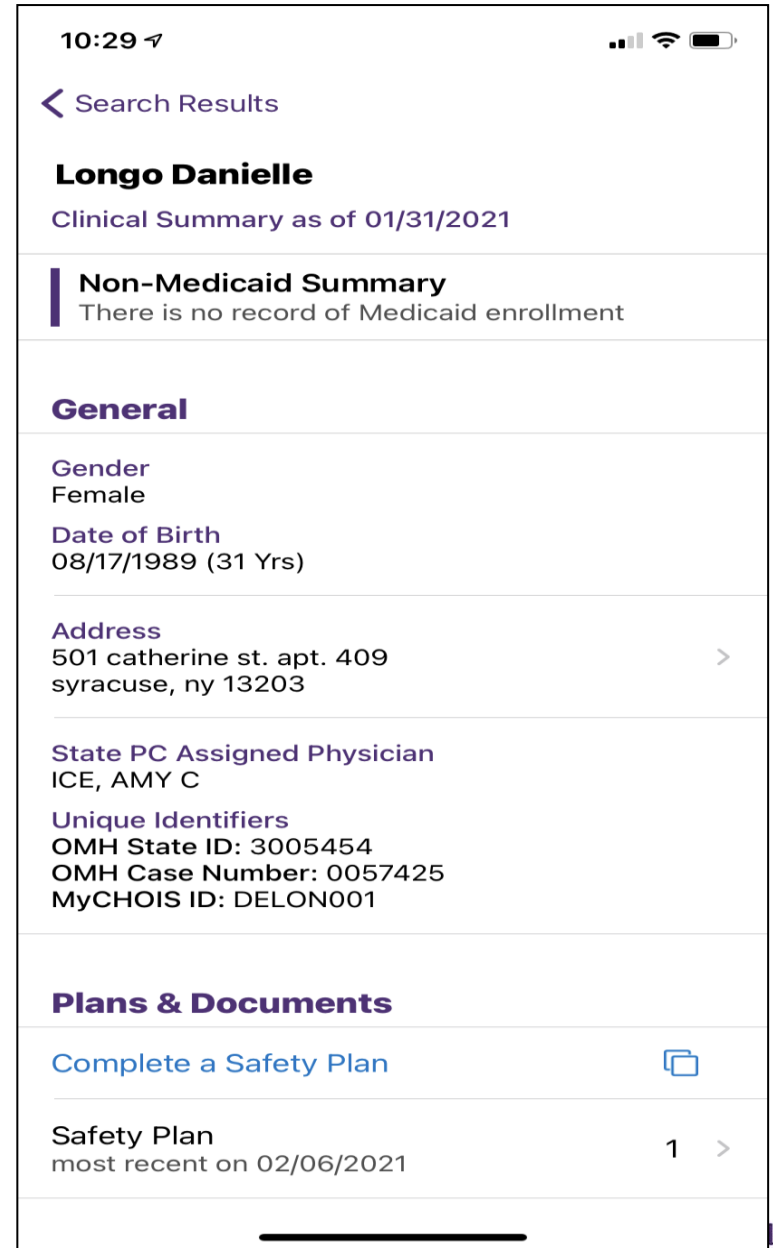 10:29
Search Results
Longo Danielle
Clinical Summary as of 01/31/2021
Non-Medicaid Summary
There is no record of Medicaid enrollment
General
Gender
Female
Date of Birth
08/17/1989 (31 Yrs)
Address
501 catherine st. apt. 409
syracuse, ny 13203
State PC Assigned Physician
ICE, AMY C
Unique Identifiers
OMH State ID: 3005454
OMH Case Number: 0057425
MyCHOIS ID: DELON001
Plans & Documents
Complete a Safety Plan
Safety Plan 1
most recent on 02/06/2021